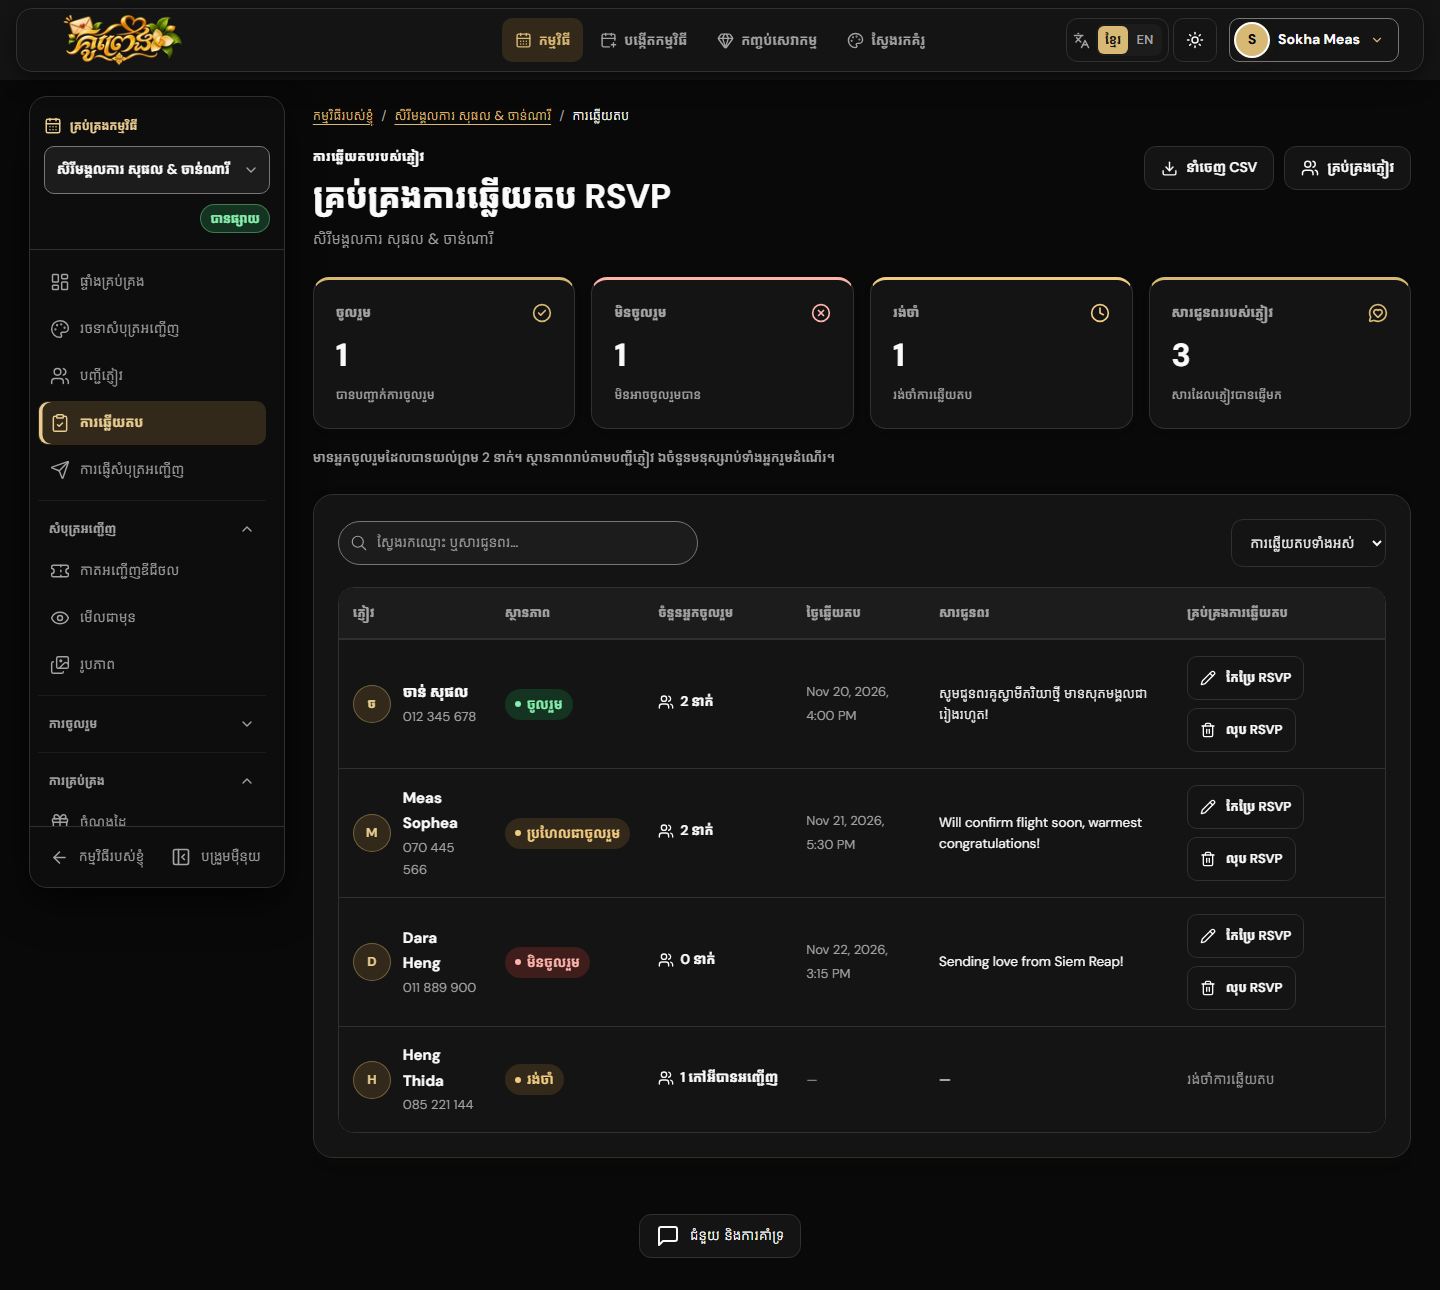 គូព្រេង
កម្មវិធី
បង្កើតកម្មវិធី
កញ្ចប់សេវាកម្ម
ស្វែងរកគំរូ
ខ្មែរ EN
S Sokha Meas
គ្រប់គ្រងកម្មវិធី
សិរីមង្គលការ សុផល & ចាន់ណារី
បានផ្សាយ
ផ្ទាំងគ្រប់គ្រង
រចនាសំបុត្រអញ្ជើញ
បញ្ជីភ្ញៀវ
ការឆ្លើយតប
ការផ្ញើសំបុត្រអញ្ជើញ
សំបុត្រអញ្ជើញ
កាតអញ្ជើញឌីជីថល
មើលជាមុន
រូបភាព
ការចូលរួម
ការគ្រប់គ្រង
ចំណងដៃ
កម្មវិធីរបស់ខ្ញុំ
បង្រួមម៉ឺនុយ
កម្មវិធីរបស់ខ្ញុំ / សិរីមង្គលការ សុផល & ចាន់ណារី / ការឆ្លើយតប
ការឆ្លើយតបរបស់ភ្ញៀវ
គ្រប់គ្រងការឆ្លើយតប RSVP
សិរីមង្គលការ សុផល & ចាន់ណារី
នាំចេញ CSV
គ្រប់គ្រងភ្ញៀវ
ចូលរួម
1
បានបញ្ជាក់ការចូលរួម
មិនចូលរួម
1
មិនអាចចូលរួមបាន
រង់ចាំ
1
រង់ចាំការឆ្លើយតប
សារជូនពររបស់ភ្ញៀវ
3
សារដែលភ្ញៀវបានផ្ញើមក
មានអ្នកចូលរួមដែលបានយល់ព្រម 2 នាក់។ ស្ថានភាពរាប់តាមបញ្ជីភ្ញៀវ ឯចំនួនមនុស្សរាប់ទាំងអ្នករួមដំណើរ។
ស្វែងរកឈ្មោះ ឬសារជូនពរ...
ការឆ្លើយតបទាំងអស់
ភ្ញៀវ ស្ថានភាព ចំនួនអ្នកចូលរួម ថ្ងៃឆ្លើយតប សារជូនពរ គ្រប់គ្រងការឆ្លើយតប
ច
ចាន់ សុផល
012 345 678
ចូលរួម
2 នាក់
Nov 20, 2026,
4:00 PM
សូមជូនពរគូស្វាមីភរិយាថ្មី មានសុភមង្គលជា
រៀងរហូត!
កែប្រែ RSVP
លុប RSVP
M
Meas
Sophea
070 445
566
ប្រហែលជាចូលរួម
2 នាក់
Nov 21, 2026,
5:30 PM
Will confirm flight soon, warmest
congratulations!
កែប្រែ RSVP
លុប RSVP
D
Dara
Heng
011 889 900
មិនចូលរួម
0 នាក់
Nov 22, 2026,
3:15 PM
Sending love from Siem Reap!
កែប្រែ RSVP
លុប RSVP
H
Heng
Thida
085 221 144
រង់ចាំ
1 កៅអីបានអញ្ជើញ
—
—
រង់ចាំការឆ្លើយតប
ជំនួយ និងការគាំទ្រ